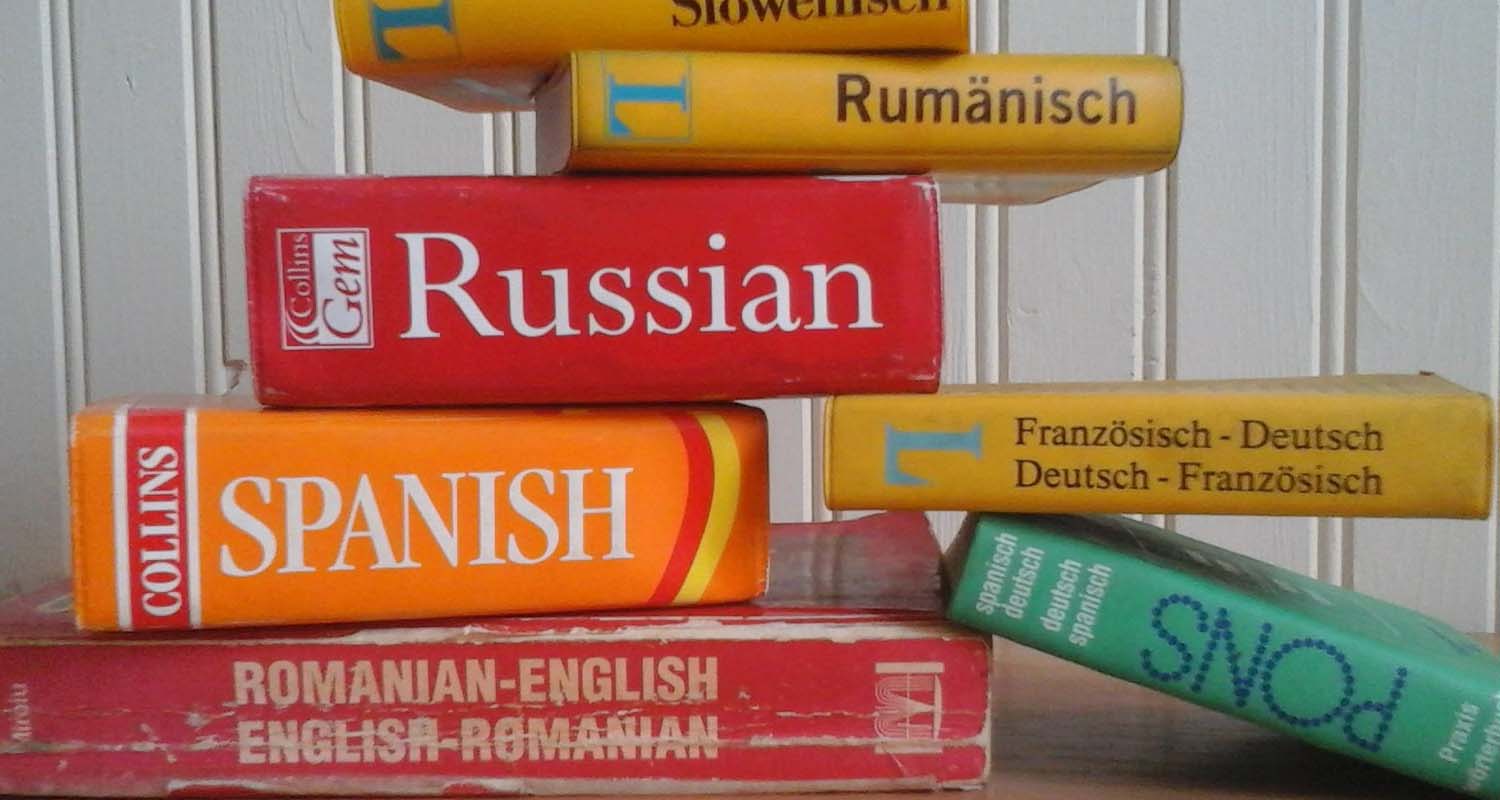 Slowenisch
L
Rumänisch
L
Collins
Gem
Russian
COLLINS
SPANISH
L
Französisch - Deutsch
Deutsch - Französisch
spanisch
deutsch
deutsch
spanisch
PONS
Praxis
ROMANIAN-ENGLISH
ENGLISH-ROMANIAN